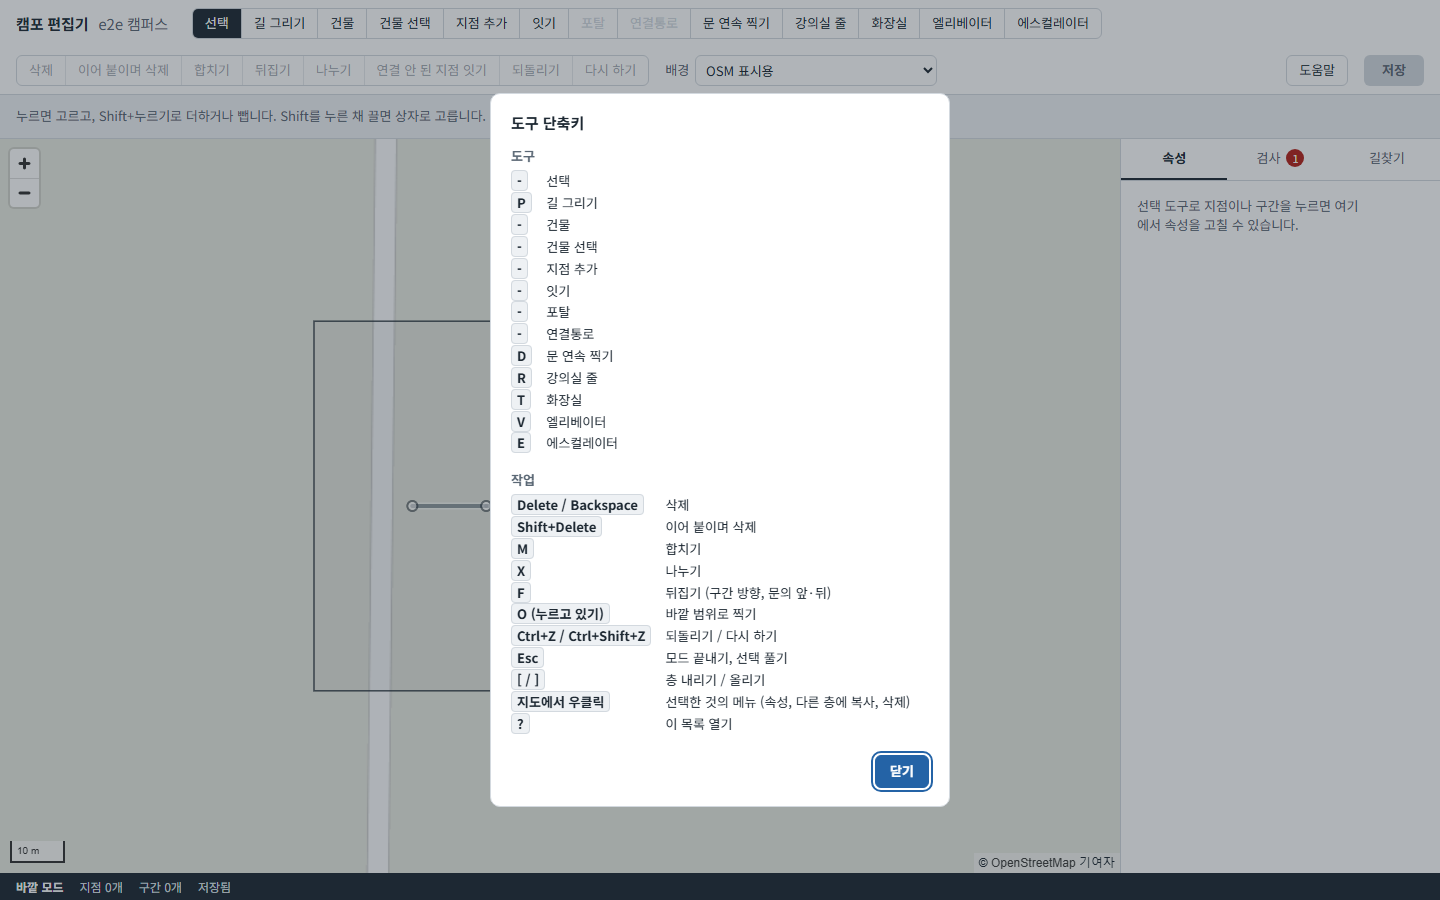 캠포 편집기 e2e 캠퍼스 선택 길 그리기 건물 건물 선택 지점 추가 잇기 포탈 연결통로 문 연속 찍기 강의실 줄 화장실 엘리베이터 에스컬레이터
삭제 이어 붙이며 삭제 합치기 뒤집기 나누기 연결 안 된 지점 잇기 되돌리기 다시 하기 배경 OSM 표시용 도움말 저장
누르면 고르고, Shift+누르기로 더하거나 뺍니다. Shift를 누른 채 끌면 상자로 고릅니다.
+
−
도구 단축키
도구
- 선택
P 길 그리기
- 건물
- 건물 선택
- 지점 추가
- 잇기
- 포탈
- 연결통로
D 문 연속 찍기
R 강의실 줄
T 화장실
V 엘리베이터
E 에스컬레이터
작업
Delete / Backspace 삭제
Shift+Delete 이어 붙이며 삭제
M 합치기
X 나누기
F 뒤집기 (구간 방향, 문의 앞·뒤)
O (누르고 있기) 바깥 범위로 찍기
Ctrl+Z / Ctrl+Shift+Z 되돌리기 / 다시 하기
Esc 모드 끝내기, 선택 풀기
[ / ] 층 내리기 / 올리기
지도에서 우클릭 선택한 것의 메뉴 (속성, 다른 층에 복사, 삭제)
? 이 목록 열기
닫기
속성 검사 1 길찾기
선택 도구로 지점이나 구간을 누르면 여기
에서 속성을 고칠 수 있습니다.
10 m
© OpenStreetMap 기여자
바깥 모드 지점 0개 구간 0개 저장됨